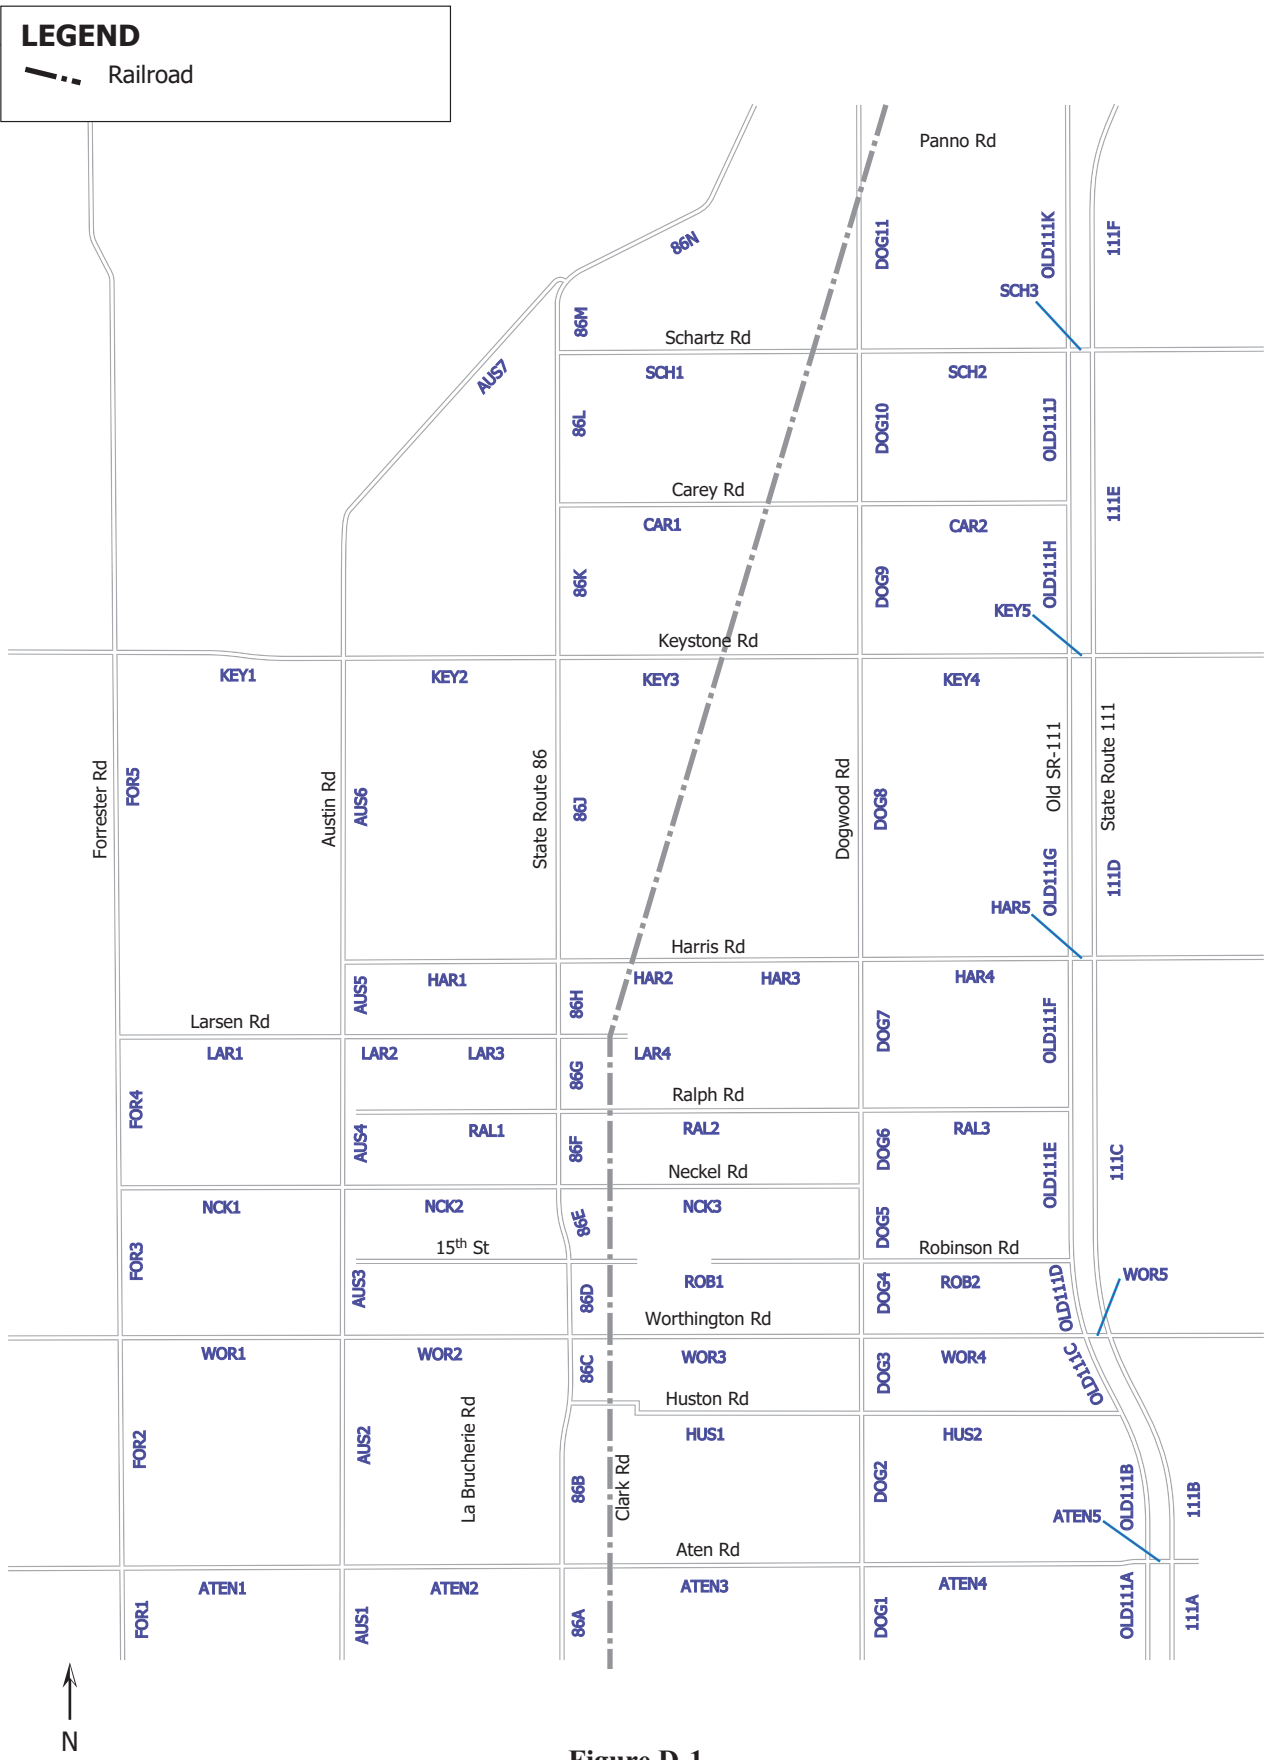 LEGEND
Railroad
Panno Rd
DOG11
OLD111K
111F
86N
SCH3
86M
Schartz Rd
AUS7
SCH1
SCH2
86L
DOG10
OLD111J
Carey Rd
111E
CAR1
CAR2
86K
DOG9
OLD111H
KEY5
Keystone Rd
KEY1
KEY2
KEY3
KEY4
Forrester Rd
FOR5
Austin Rd
AUS6
State Route 86
86J
Dogwood Rd
DOG8
Old SR-111
State Route 111
OLD111G
111D
HAR5
Harris Rd
HAR1
HAR2
HAR3
HAR4
AUS5
86H
Larsen Rd
DOG7
OLD111F
LAR1
LAR2
LAR3
LAR4
86G
Ralph Rd
FOR4
RAL1
RAL2
RAL3
AUS4
86F
DOG6
OLD111E
111C
Neckel Rd
NCK1
NCK2
NCK3
86E
DOG5
15th St
Robinson Rd
FOR3
AUS3
ROB1
ROB2
86D
DOG4
OLD111D
WOR5
Worthington Rd
WOR1
WOR2
WOR3
WOR4
86C
DOG3
OLD111C
Huston Rd
FOR2
AUS2
La Brucherie Rd
HUS1
HUS2
86B
Clark Rd
DOG2
OLD111B
111B
ATEN5
Aten Rd
ATEN1
ATEN2
ATEN3
ATEN4
FOR1
AUS1
86A
DOG1
OLD111A
111A
N
Figure D-1